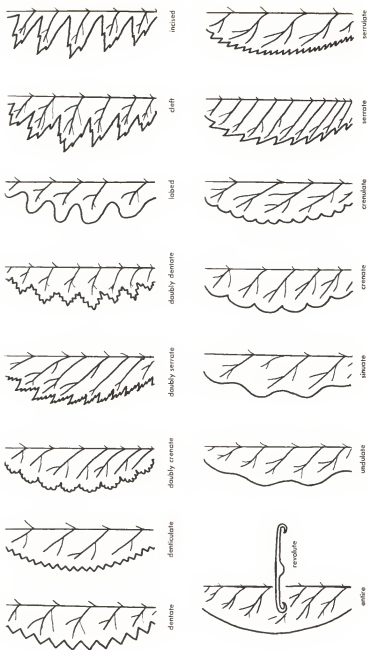 dentate
denticulate
doubly crenate
doubly serrate
doubly dentate
lobed
cleft
incised
entire
revolute
undulate
sinuate
crenate
crenulate
serrate
serrulate